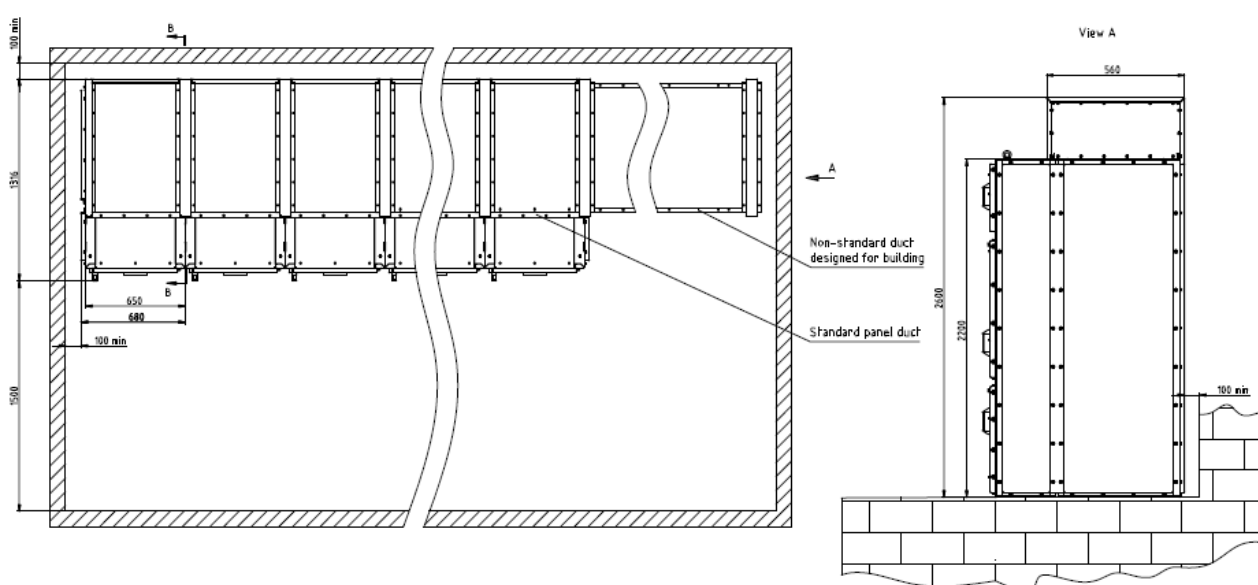 B
100 min
View A
560
1316
A
2600
2200
Non-standard duct
designed for building
B
650
680
Standard panel duct
100 min
1500
100 min